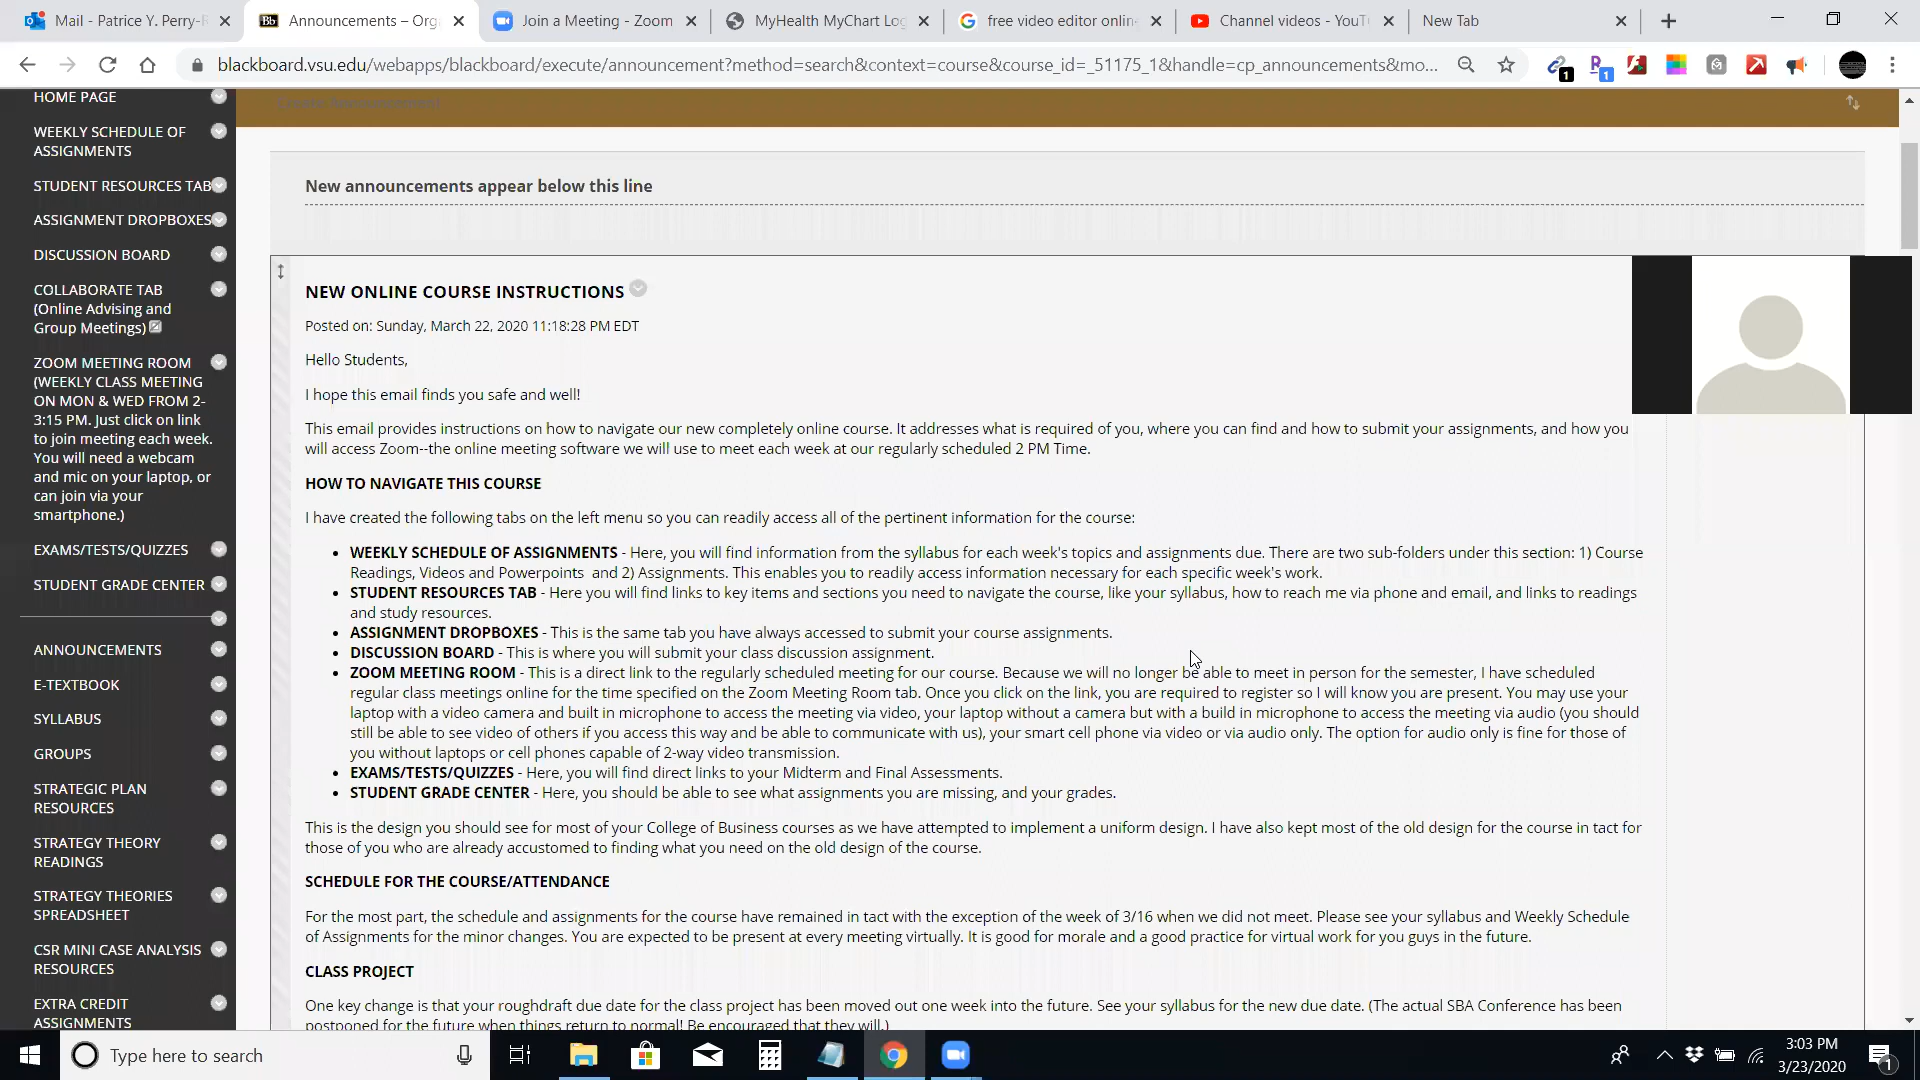 Mail - Patrice Y. Perry-
Announcements – Org
Join a Meeting - Zoom
MyHealth MyChart Log
free video editor onlin
Channel videos - YouT
New Tab
blackboard.vsu.edu/webapps/blackboard/execute/announcement?method=search&context=course&course_id=_51175_1&handle=cp_announcements&mo...
1
1
HOME PAGE
WEEKLY SCHEDULE OF
ASSIGNMENTS
STUDENT RESOURCES TAB
ASSIGNMENT DROPBOXES
DISCUSSION BOARD
COLLABORATE TAB
(Online Advising and
Group Meetings)
ZOOM MEETING ROOM
(WEEKLY CLASS MEETING
ON MON & WED FROM 2-
3:15 PM. Just click on link
to join meeting each week.
You will need a webcam
and mic on your laptop, or
can join via your
smartphone.)
EXAMS/TESTS/QUIZZES
STUDENT GRADE CENTER
ANNOUNCEMENTS
E-TEXTBOOK
SYLLABUS
GROUPS
STRATEGIC PLAN
RESOURCES
STRATEGY THEORY
READINGS
STRATEGY THEORIES
SPREADSHEET
CSR MINI CASE ANALYSIS
RESOURCES
EXTRA CREDIT
ASSIGNMENTS
Create Announcement
New announcements appear below this line
NEW ONLINE COURSE INSTRUCTIONS
Posted on: Sunday, March 22, 2020 11:18:28 PM EDT
Hello Students,
I hope this email finds you safe and well!
This email provides instructions on how to navigate our new completely online course. It addresses what is required of you, where you can find and how to submit your assignments, and how you
will access Zoom--the online meeting software we will use to meet each week at our regularly scheduled 2 PM Time.
HOW TO NAVIGATE THIS COURSE
I have created the following tabs on the left menu so you can readily access all of the pertinent information for the course:
• WEEKLY SCHEDULE OF ASSIGNMENTS - Here, you will find information from the syllabus for each week's topics and assignments due. There are two sub-folders under this section: 1) Course
Readings, Videos and Powerpoints and 2) Assignments. This enables you to readily access information necessary for each specific week's work.
• STUDENT RESOURCES TAB - Here you will find links to key items and sections you need to navigate the course, like your syllabus, how to reach me via phone and email, and links to readings
and study resources.
• ASSIGNMENT DROPBOXES - This is the same tab you have always accessed to submit your course assignments.
• DISCUSSION BOARD - This is where you will submit your class discussion assignment.
• ZOOM MEETING ROOM - This is a direct link to the regularly scheduled meeting for our course. Because we will no longer be able to meet in person for the semester, I have scheduled
regular class meetings online for the time specified on the Zoom Meeting Room tab. Once you click on the link, you are required to register so I will know you are present. You may use your
laptop with a video camera and built in microphone to access the meeting via video, your laptop without a camera but with a build in microphone to access the meeting via audio (you should
still be able to see video of others if you access this way and be able to communicate with us), your smart cell phone via video or via audio only. The option for audio only is fine for those of
you without laptops or cell phones capable of 2-way video transmission.
• EXAMS/TESTS/QUIZZES - Here, you will find direct links to your Midterm and Final Assessments.
• STUDENT GRADE CENTER - Here, you should be able to see what assignments you are missing, and your grades.
This is the design you should see for most of your College of Business courses as we have attempted to implement a uniform design. I have also kept most of the old design for the course in tact for
those of you who are already accustomed to finding what you need on the old design of the course.
SCHEDULE FOR THE COURSE/ATTENDANCE
For the most part, the schedule and assignments for the course have remained in tact with the exception of the week of 3/16 when we did not meet. Please see your syllabus and Weekly Schedule
of Assignments for the minor changes. You are expected to be present at every meeting virtually. It is good for morale and a good practice for virtual work for you guys in the future.
CLASS PROJECT
One key change is that your roughdraft due date for the class project has been moved out one week into the future. See your syllabus for the new due date. (The actual SBA Conference has been
postponed for the future when things return to normal! Be encouraged that they will.)
Type here to search
3:03 PM
3/23/2020
1